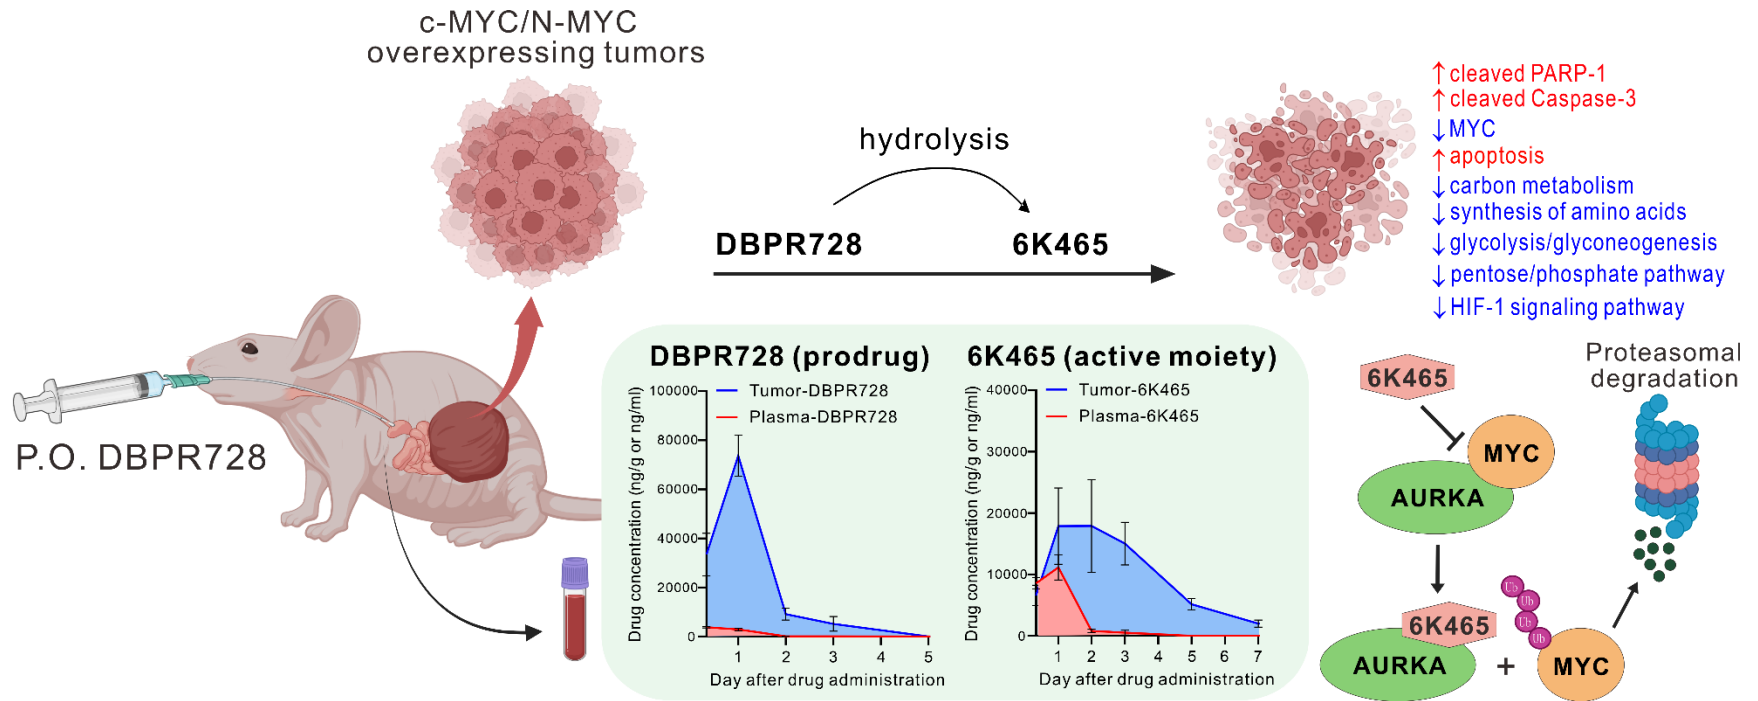 c-MYC/N-MYC
overexpressing tumors
P.O. DBPR728
hydrolysis
DBPR728
6K465
↑ cleaved PARP-1
↑ cleaved Caspase-3
↓ MYC
↑ apoptosis
↓ carbon metabolism
↓ synthesis of amino acids
↓ glycolysis/glyconeogenesis
↓ pentose/phosphate pathway
↓ HIF-1 signaling pathway
DBPR728 (prodrug)
Tumor-DBPR728
Plasma-DBPR728
Drug concentration (ng/g or ng/ml)
100000
80000
60000
40000
20000
0
1 2 3 4 5
Day after drug administration
6K465 (active moiety)
Tumor-6K465
Plasma-6K465
Drug concentration (ng/g or ng/ml)
40000
30000
20000
10000
0
1 2 3 4 5 6 7
Day after drug administration
6K465
MYC
AURKA
Proteasomal
degradation
6K465
AURKA
+
Ub
Ub
Ub
Ub
MYC